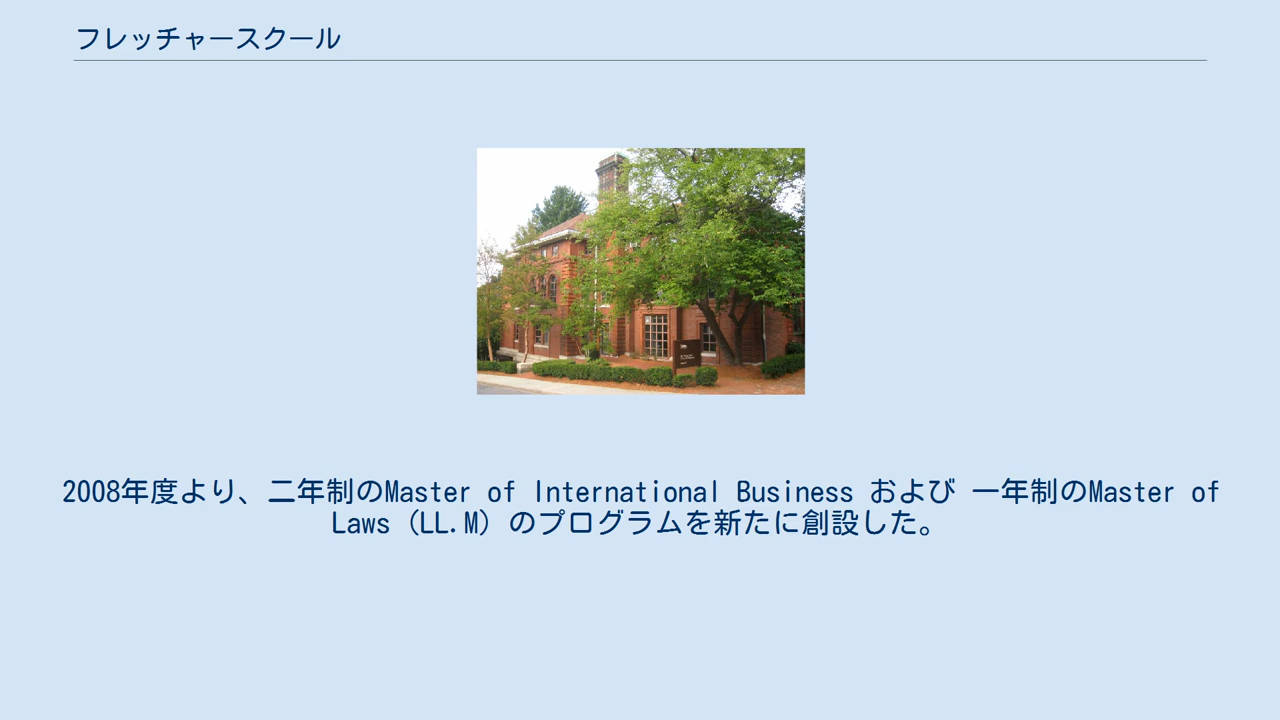 フレッチャースクール
2008年度より、二年制のMaster of International Business および 一年制のMaster of
Laws (LL.M) のプログラムを新たに創設した。